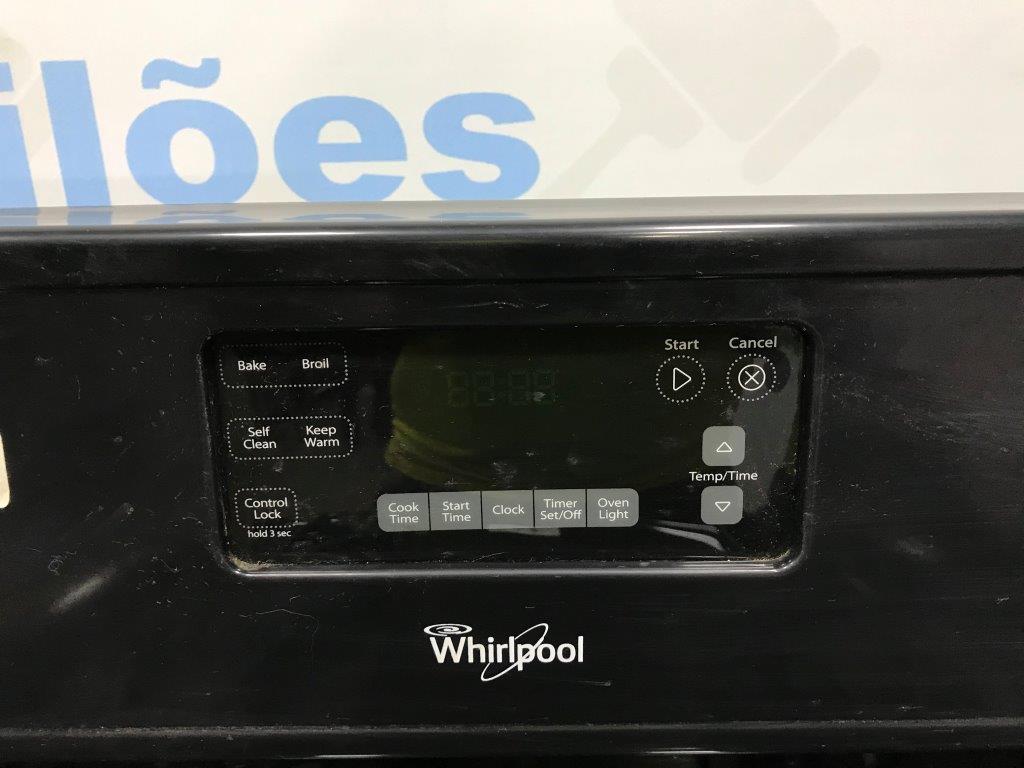 ilões
Start Cancel
Bake Broil
Self Clean
Keep Warm
Temp/Time
Control Lock
hold 3 sec
Cook Time
Start Time
Clock
Timer Set/Off
Oven Light
Whirlpool